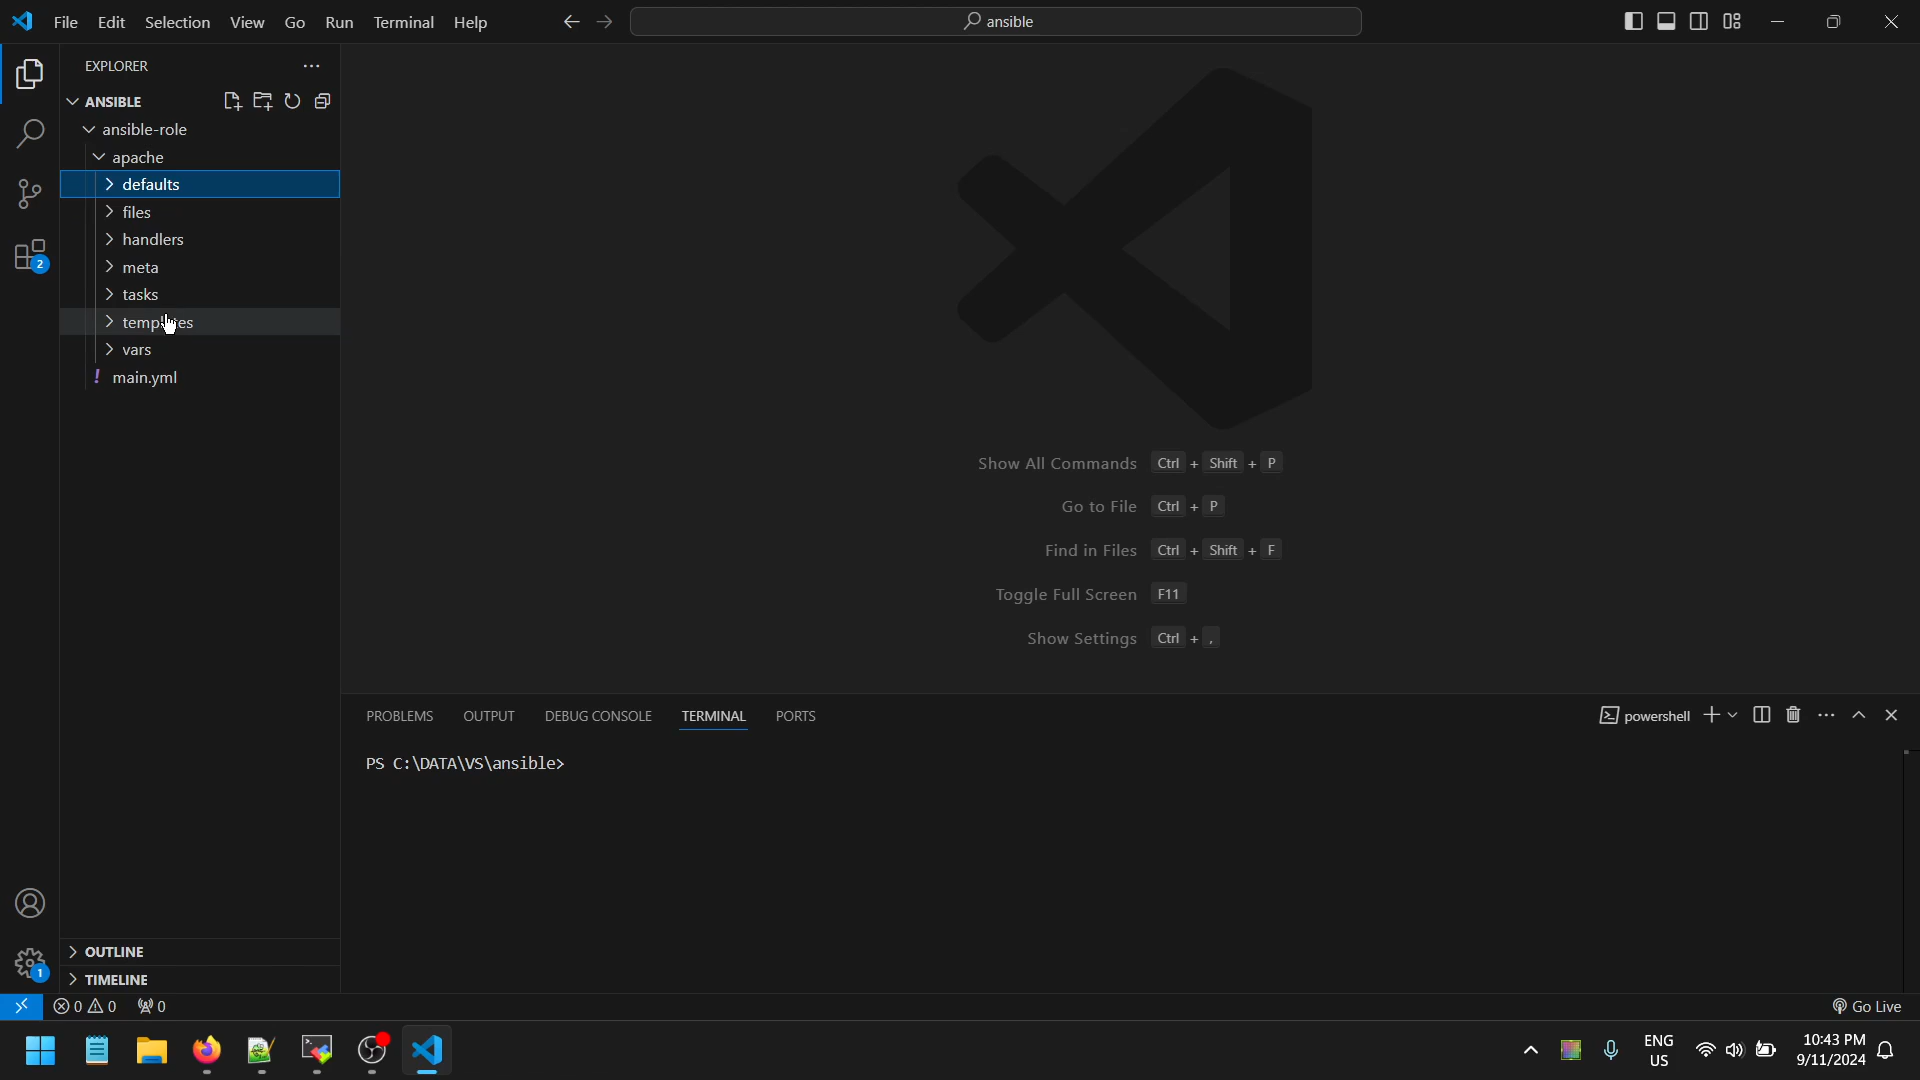 File Edit Selection View Go Run Terminal Help
ansible
EXPLORER
ANSIBLE
ansible-role
apache
defaults
files
handlers
meta
tasks
templates
vars
! main.yml
2
Show All Commands Ctrl + Shift + P
Go to File Ctrl + P
Find in Files Ctrl + Shift + F
Toggle Full Screen F11
Show Settings Ctrl + ,
PROBLEMS OUTPUT DEBUG CONSOLE TERMINAL PORTS
powershell
PS C:\DATA\VS\ansible>
OUTLINE
1
TIMELINE
0 0 0
Go Live
ENG
US
10:43 PM
9/11/2024